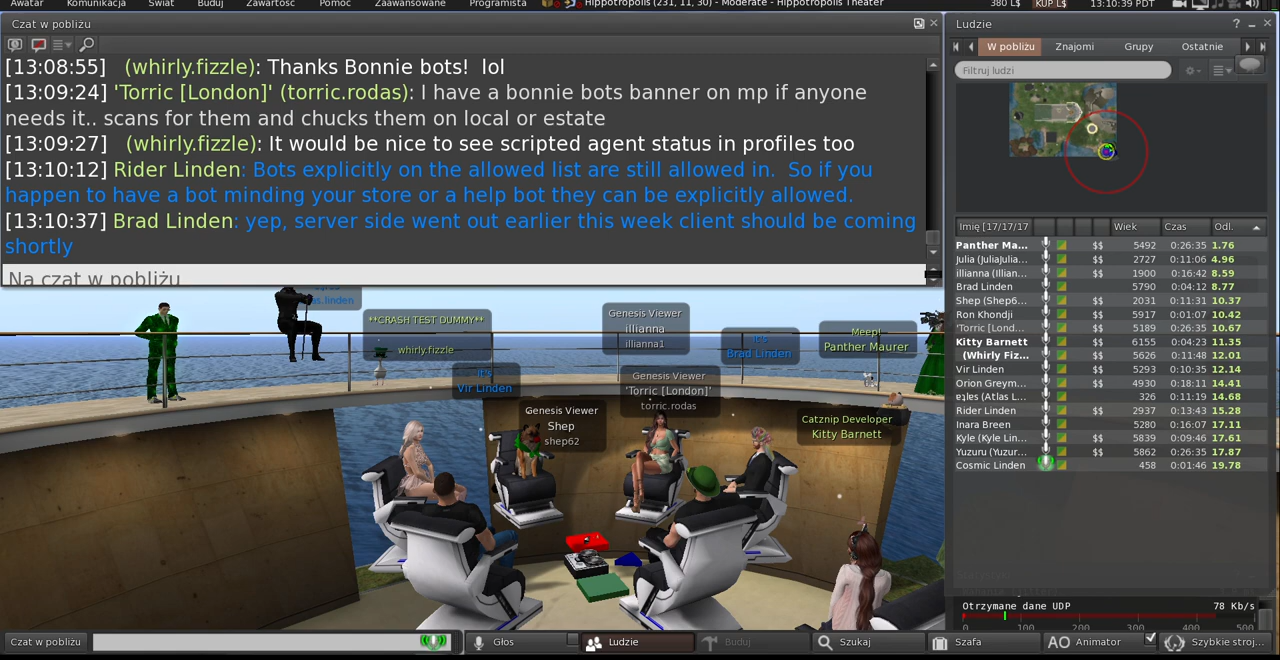 Awatar Komunikacja Świat Buduj Zawartość Pomoc Zaawansowane Programista Hippotropolis (231, 11, 30) - Moderate - Hippotropolis Theater 380 L$ KUP L$ 13:10:39 PDT
Czat w pobliżu
[13:08:55] (whirly.fizzle): Thanks Bonnie bots! lol
[13:09:24] 'Torric [London]' (torric.rodas): I have a bonnie bots banner on mp if anyone
needs it.. scans for them and chucks them on local or estate
[13:09:27] (whirly.fizzle): It would be nice to see scripted agent status in profiles too
[13:10:12] Rider Linden: Bots explicitly on the allowed list are still allowed in. So if you
happen to have a bot minding your store or a help bot they can be explicitly allowed.
[13:10:37] Brad Linden: yep, server side went out earlier this week client should be coming
shortly
Na czat w pobliżu
Ludzie
? _ ×
W pobliżu Znajomi Grupy Ostatnie
Filtruj ludzi
Imię [17/17/17 Wiek Czas Odl.
Panther Ma... $$ 5492 0:26:35 1.76
Julia (JuliaJulia... $$ 2727 0:11:06 4.96
illianna (Illian... $$ 1900 0:16:42 8.59
Brad Linden 5790 0:04:12 8.77
Shep (Shep6... $$ 2031 0:11:31 10.37
Ron Khondji $$ 5917 0:01:07 10.42
'Torric [Lond... $$ 5189 0:26:35 10.67
Kitty Barnett $$ 6155 0:04:23 11.35
(Whirly Fiz... $$ 5626 0:11:48 12.01
Vir Linden $$ 5293 0:10:35 12.14
Orion Greym... $$ 4930 0:18:11 14.41
(Atlas L... 326 0:11:19 14.68
Rider Linden $$ 2937 0:13:43 15.28
Inara Breen 5280 0:16:07 17.11
Kyle (Kyle Lin... $$ 5839 0:09:46 17.61
Yuzuru (Yuzur... $$ 5862 0:26:35 17.87
Cosmic Linden 458 0:01:46 19.78
as.linden
**CRASH TEST DUMMY**
whirly.fizzle
it's
Vir Linden
Genesis Viewer
illianna
illianna1
it's
Brad Linden
Meep!
Panther Maurer
Genesis Viewer
'Torric [London]'
torric.rodas
Genesis Viewer
Shep
shep62
Catznip Developer
Kitty Barnett
Otrzymane dane UDP 78 Kb/s
0 100 200 300 400 500
Czat w pobliżu Głos Ludzie Buduj Szukaj Szafa AO Animator Szybkie stroj...